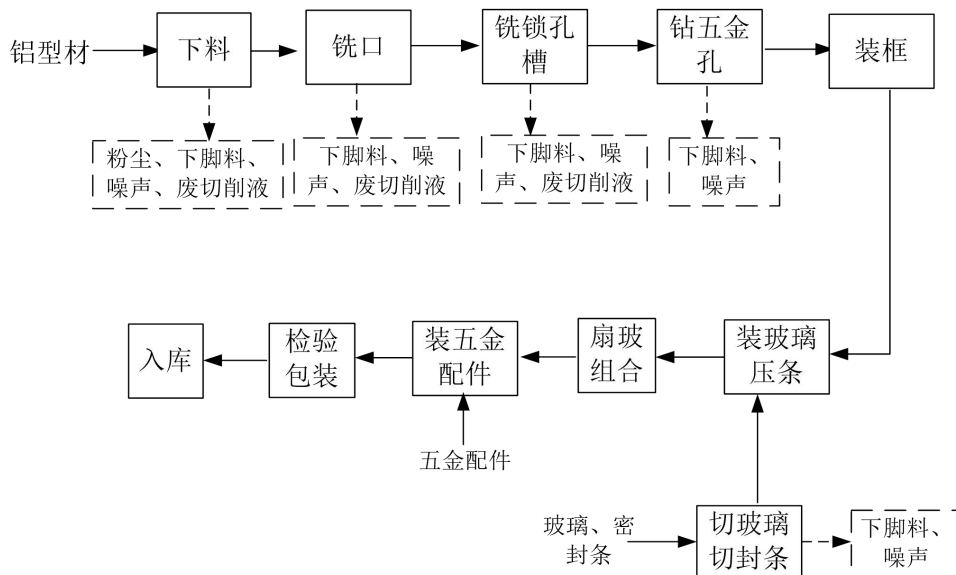 铝型材
下料
铣口
铣锁孔
槽
钻五金
孔
装框
粉尘、下脚料、
噪声、废切削液
下脚料、噪
声、废切削液
下脚料、噪
声、废切削液
下脚料、
噪声
入库
检验
包装
装五金
配件
扇玻
组合
装玻璃
压条
五金配件
玻璃、密
封条
切玻璃
切封条
下脚料、
噪声